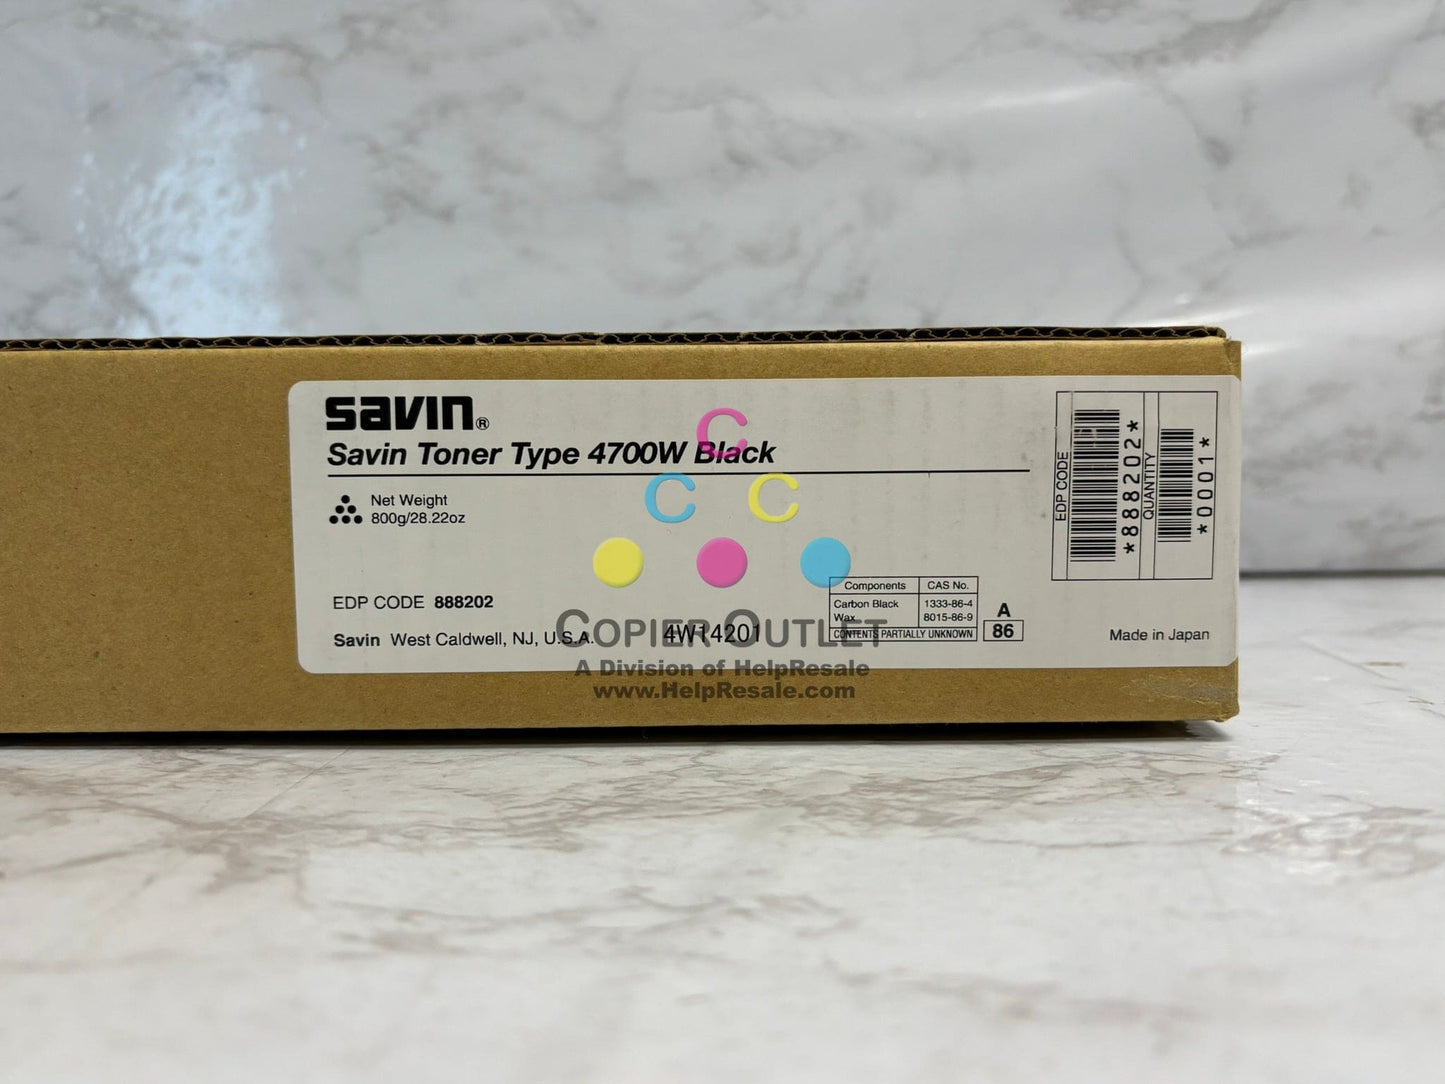 savin®
Savin Toner Type 4700W Black
Net Weight
800g/28.22oz
C
C C
EDP CODE 888202
Savin West Caldwell, NJ, U.S.A.
4W14201
Components CAS No.
Carbon Black 1333-86-4
Wax 8015-86-9
CONTENTS PARTIALLY UNKNOWN
A
86
Made in Japan
EDP CODE
*888202*
QUANTITY
*0001*
COPIER OUTLET
A Division of HelpResale
www.HelpResale.com